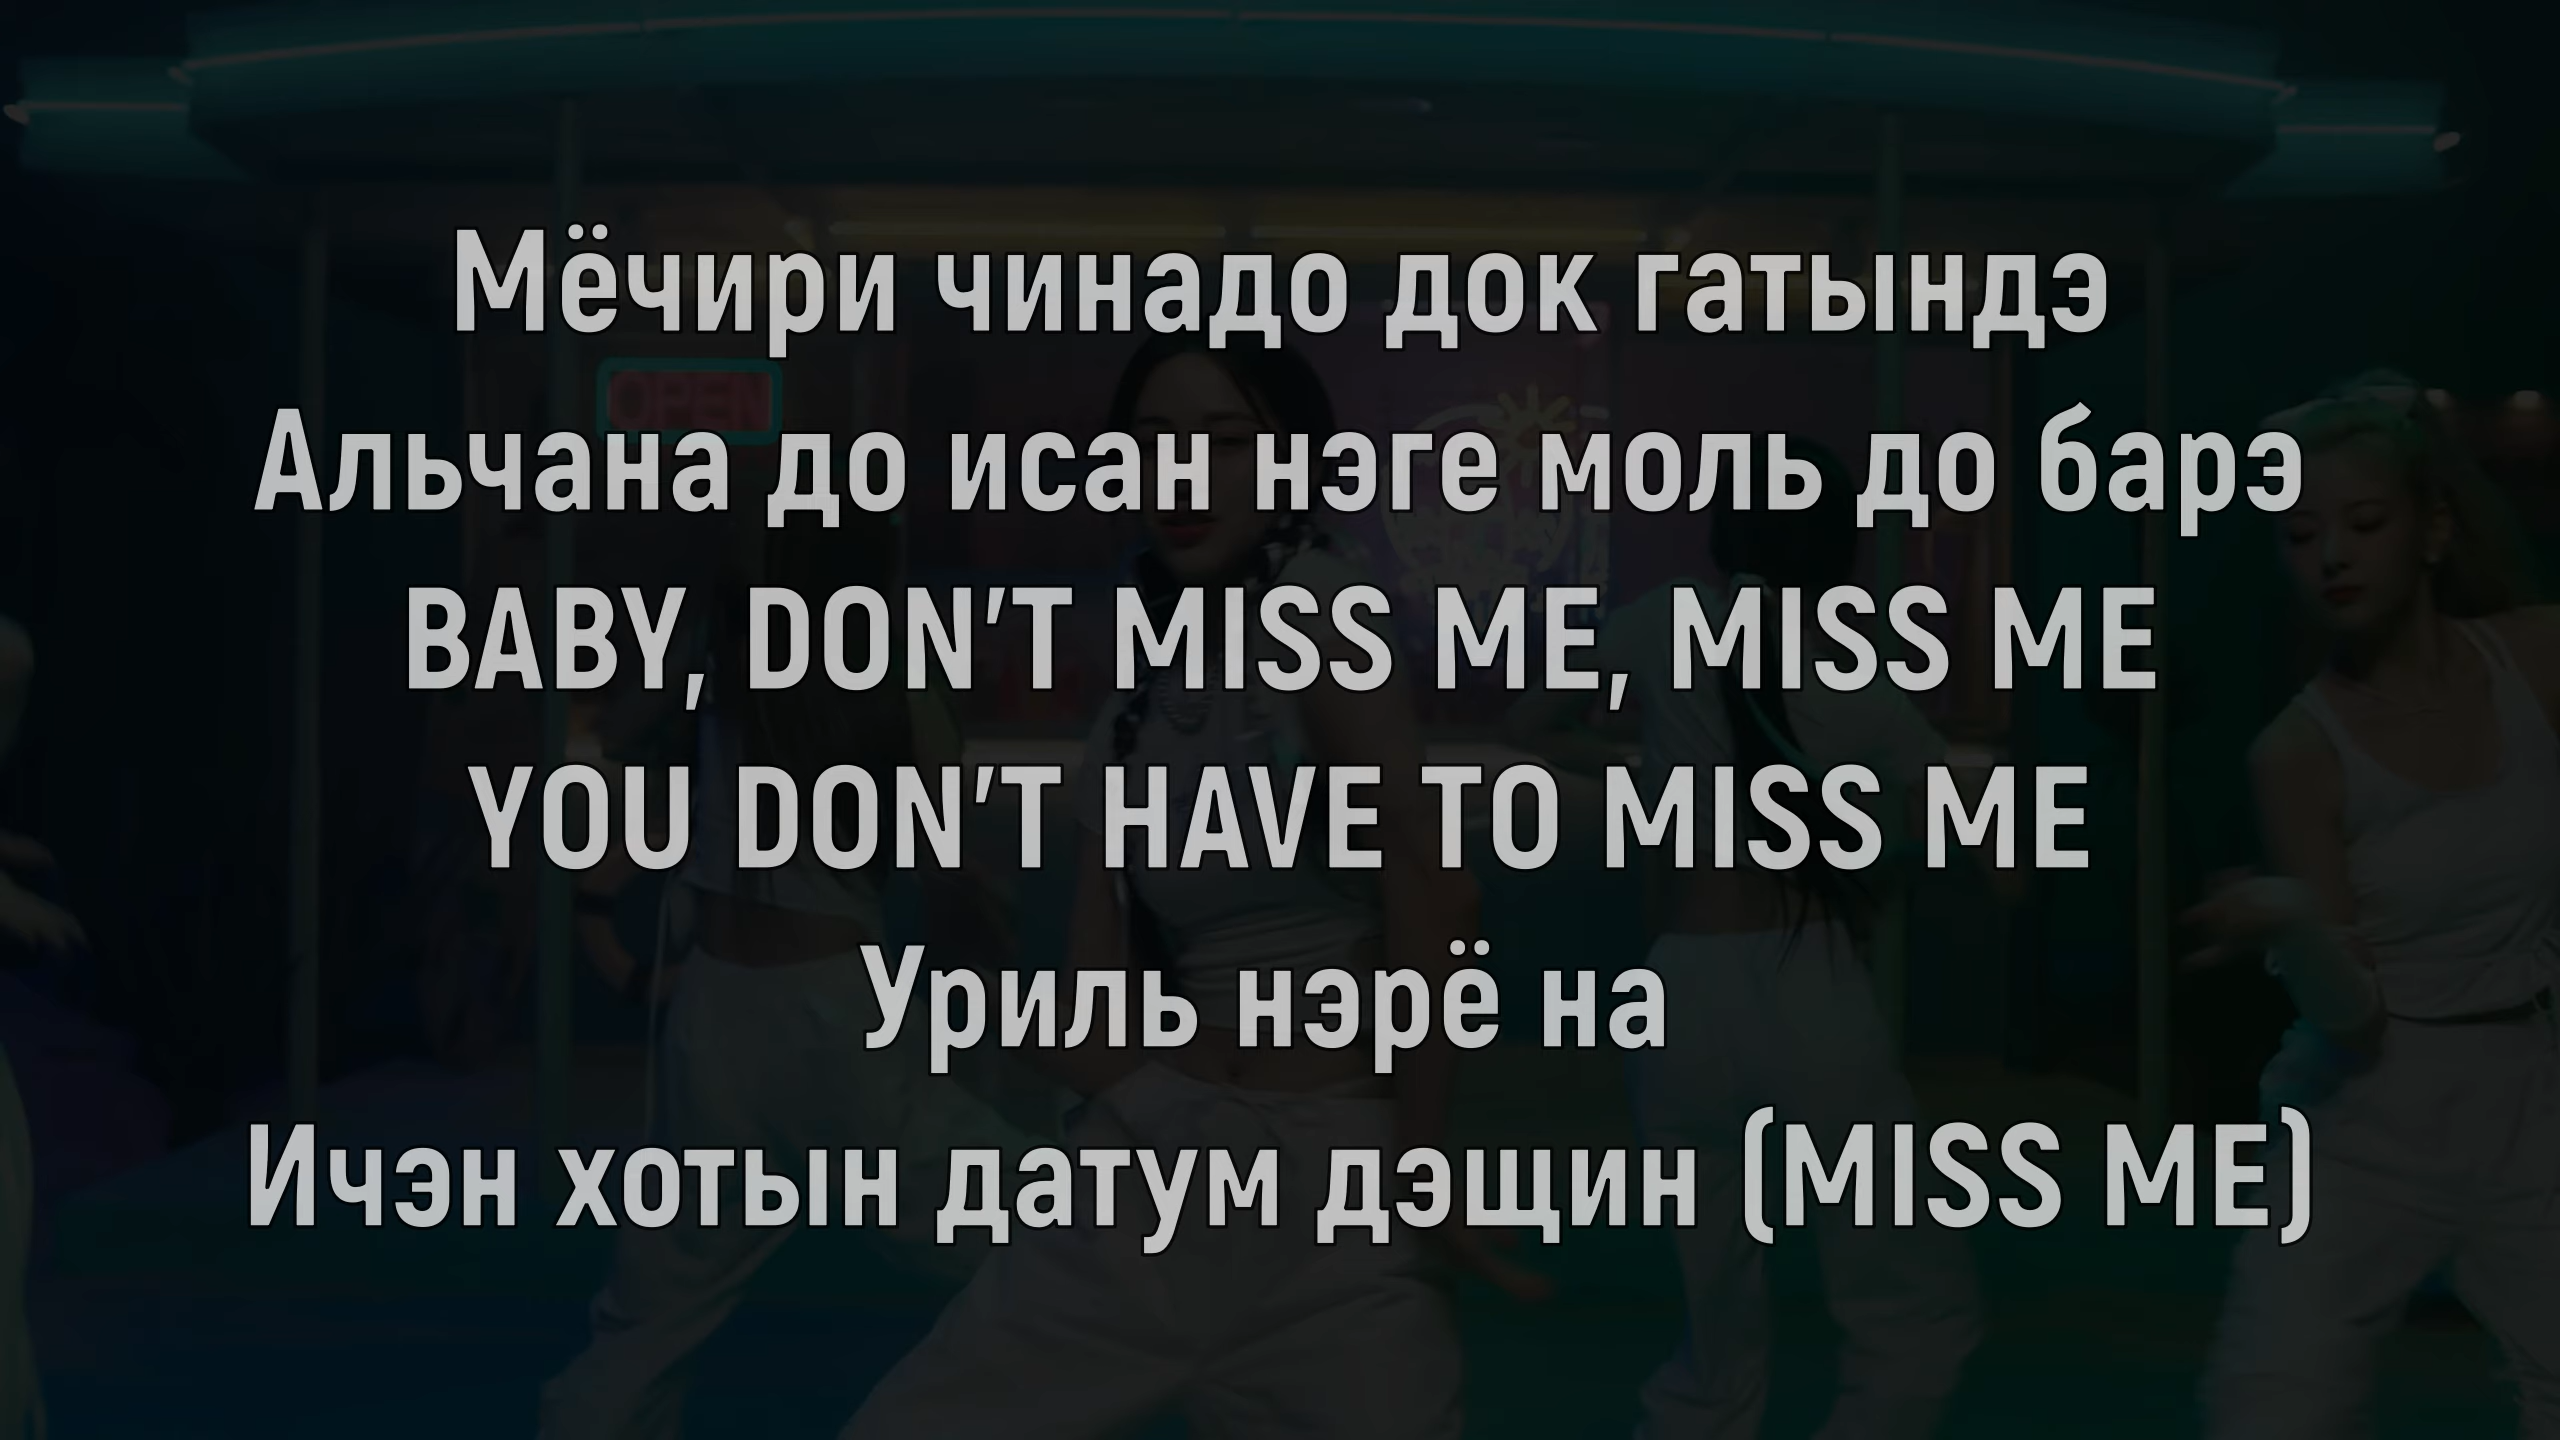 Мёчири чинадо док гатындэ
OPEN
Альчана до исан нэге моль до барэ
BABY, DON'T MISS ME, MISS ME
YOU DON'T HAVE TO MISS ME
Уриль нэрё на
Ичэн хотын датум дэщин (MISS ME)